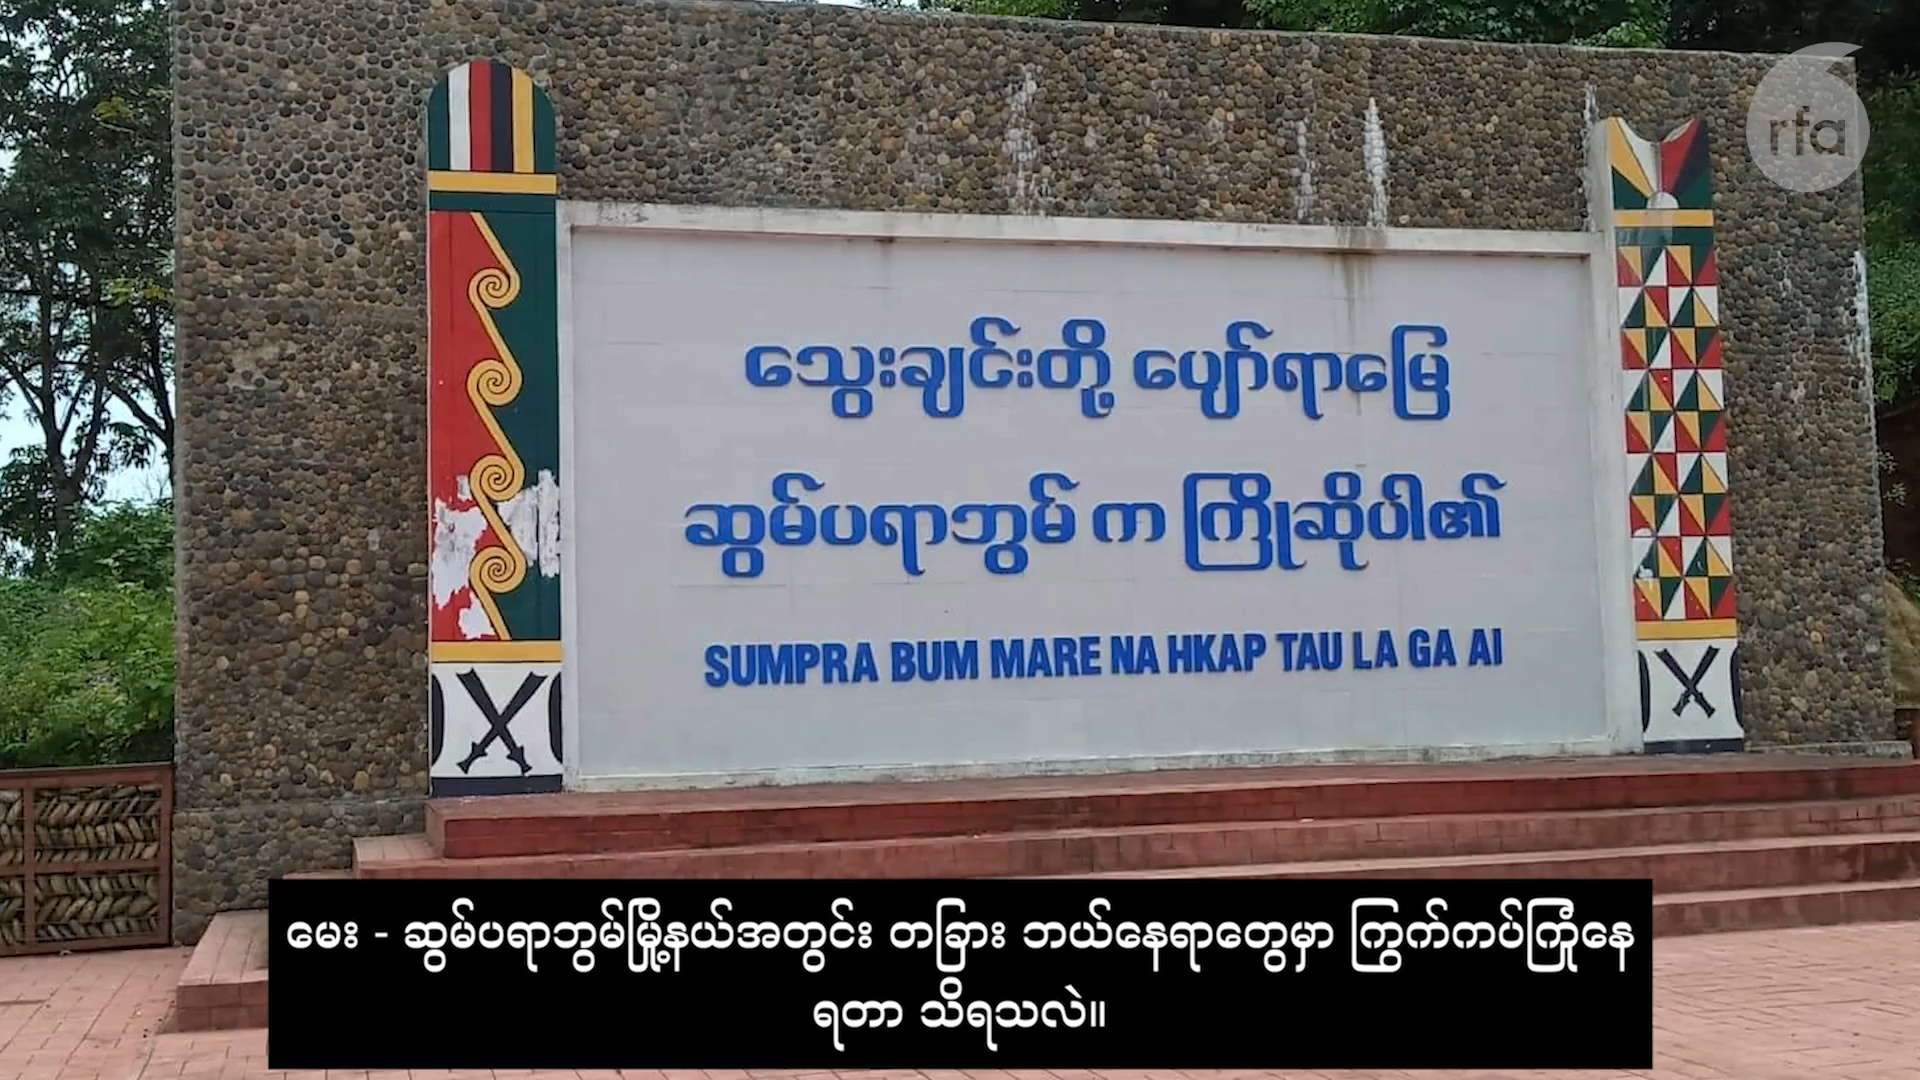 rfa
သွေးချင်းတို့ ပျော်ရာမြေ
ဆွမ်ပရာဘွမ် က ကြိုဆိုပါ၏
SUMPRA BUM MARE NA HKAP TAU LA GA AI
မေး - ဆွမ်ပရာဘွမ်မြို့နယ်အတွင်း တခြား ဘယ်နေရာတွေမှာ ကြွက်ကပ်ကြုံနေ
ရတာ သိရသလဲ။